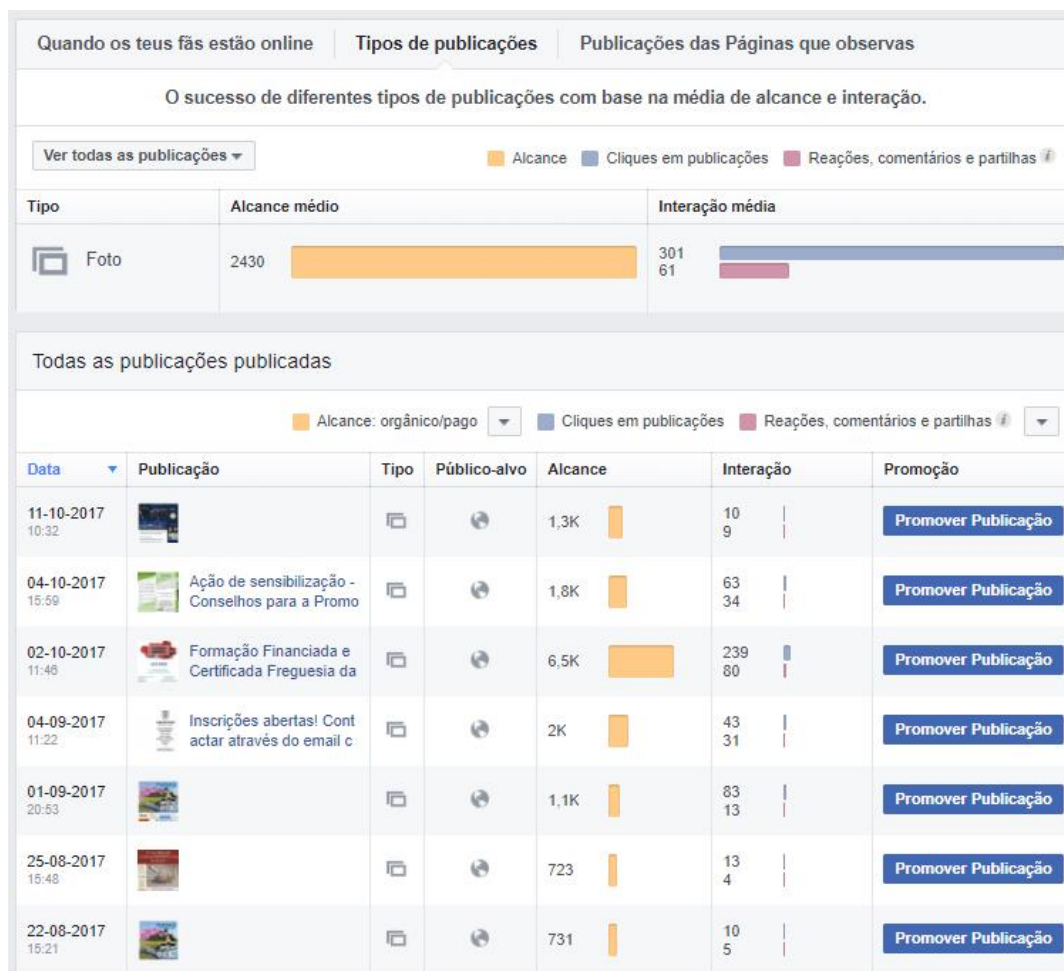 Quando os teus fãs estão online Tipos de publicações Publicações das Páginas que observas
O sucesso de diferentes tipos de publicações com base na média de alcance e interação.
Ver todas as publicações Alcance Cliques em publicações Reações, comentários e partilhas i
Tipo Alcance médio Interação média
Foto 2430 301
61
Todas as publicações publicadas
Alcance: orgânico/pago Cliques em publicações Reações, comentários e partilhas i
Data Publicação Tipo Público-alvo Alcance Interação Promoção
11-10-2017 1,3K 10 Promover Publicação
10:32 9
04-10-2017 Ação de sensibilização - 1,8K 63 Promover Publicação
15:59 Conselhos para a Promo 34
02-10-2017 Formação Financiada e 6,5K 239 Promover Publicação
11:46 Certificada Freguesia da 80
04-09-2017 Inscrições abertas! Cont 2K 43 Promover Publicação
11:22 actar através do email c 31
01-09-2017 1,1K 83 Promover Publicação
20:53 13
25-08-2017 723 13 Promover Publicação
15:48 4
22-08-2017 731 10 Promover Publicação
15:21 5